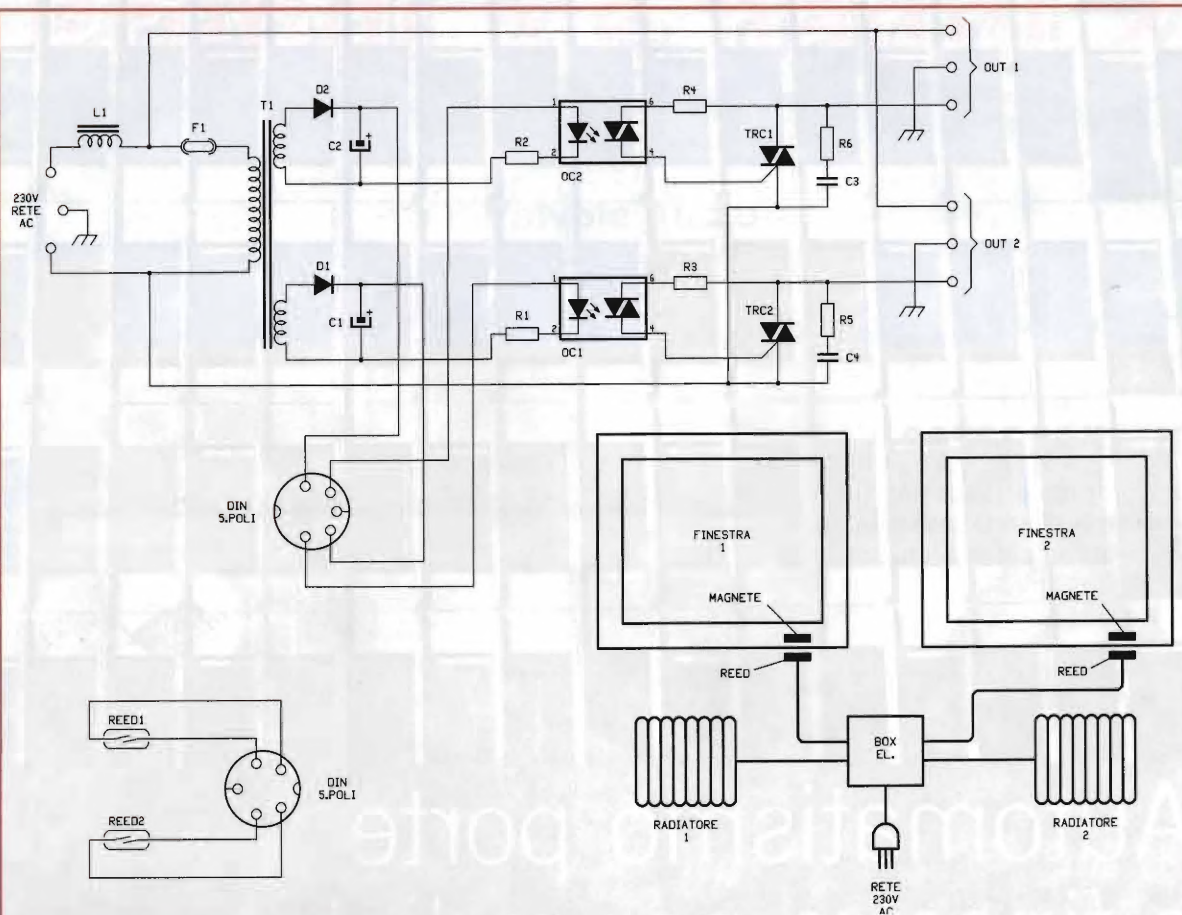 L1
F1
T1
D2
C2
+
R2
1
2
OC2
6
4
R4
TRC1
R6
C3
OUT 1
230V
RETE
AC
D1
C1
+
R1
1
2
OC1
6
4
R3
TRC2
R5
C4
OUT 2
DIN
5.POLI
FINESTRA
1
MAGNETE
REED
FINESTRA
2
MAGNETE
REED
REED1
REED2
DIN
5.POLI
RADIATORE
1
BOX
EL.
RADIATORE
2
RETE
230V
AC